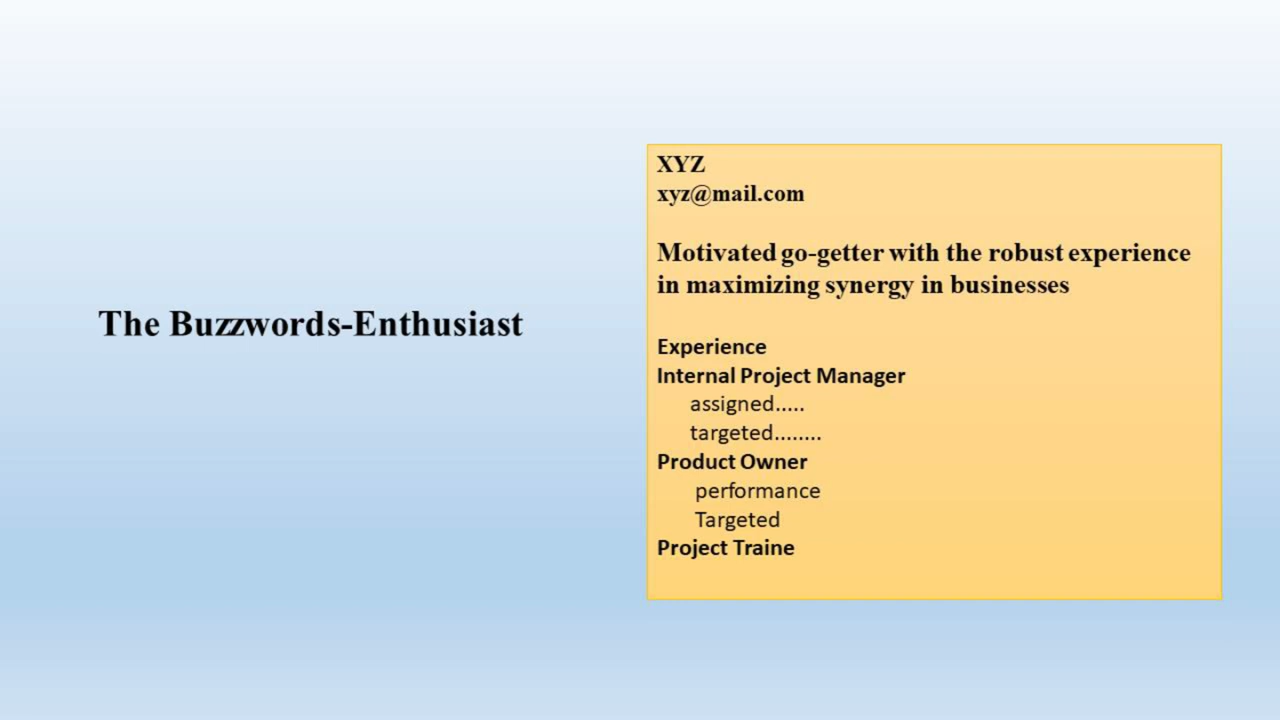 The Buzzwords-Enthusiast
XYZ
xyz@mail.com
Motivated go-getter with the robust experience
in maximizing synergy in businesses
Experience
Internal Project Manager
assigned.....
targeted........
Product Owner
performance
Targeted
Project Traine